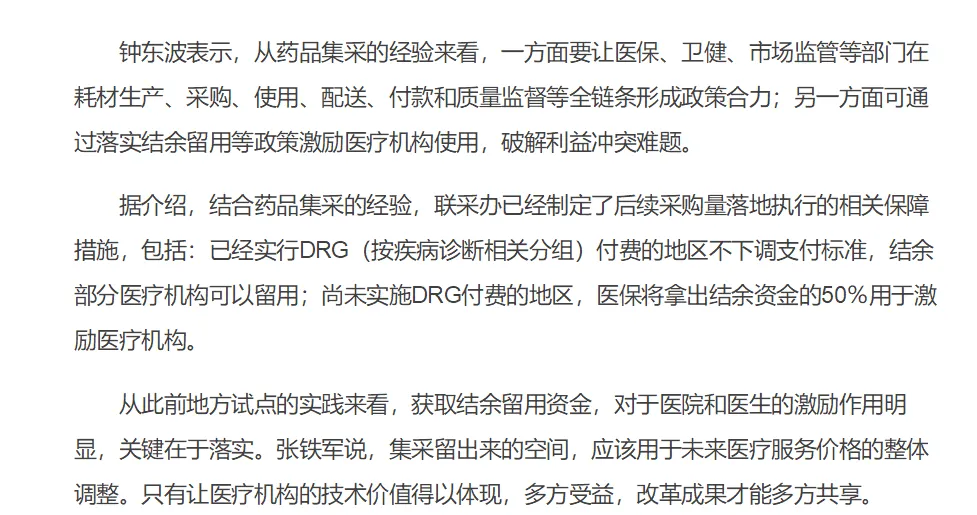 钟东波表示，从药品集采的经验来看，一方面要让医保、卫健、市场监管等部门在
耗材生产、采购、使用、配送、付款和质量监督等全链条形成政策合力；另一方面可通
过落实结余留用等政策激励医疗机构使用，破解利益冲突难题。
据介绍，结合药品集采的经验，联采办已经制定了后续采购量落地执行的相关保障
措施，包括：已经实行DRG（按疾病诊断相关分组）付费的地区不下调支付标准，结余
部分医疗机构可以留用；尚未实施DRG付费的地区，医保将拿出结余资金的50%用于激
励医疗机构。
从此前地方试点的实践来看，获取结余留用资金，对于医院和医生的激励作用明
显，关键在于落实。张铁军说，集采留出来的空间，应该用于未来医疗服务价格的整体
调整。只有让医疗机构的技术价值得以体现，多方受益，改革成果才能多方共享。